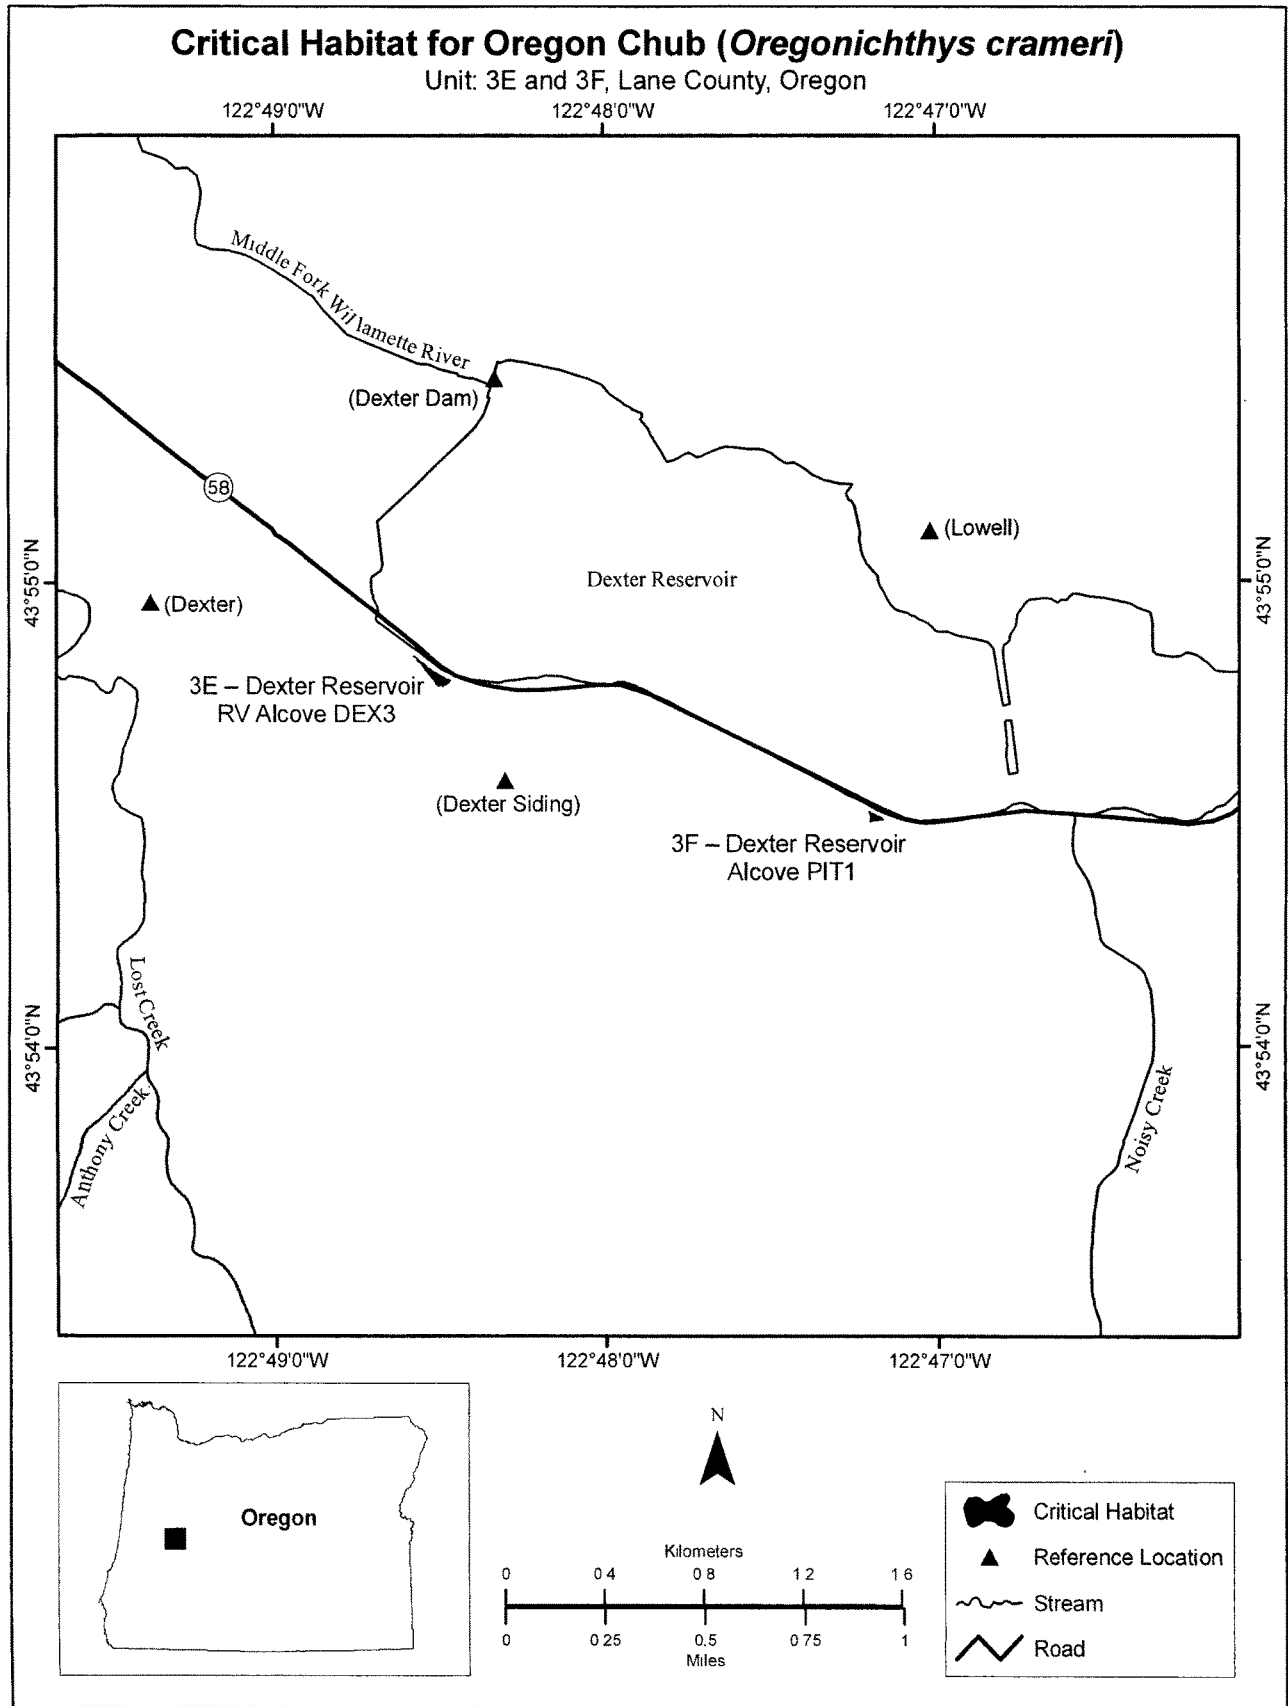 Critical Habitat for Oregon Chub (Oregonichthys crameri)
Unit: 3E and 3F, Lane County, Oregon
122°49'0"W 122°48'0"W 122°47'0"W
Middle Fork Willamette River
(Dexter Dam)
58
(Lowell)
43°55'0"N
Dexter Reservoir
43°55'0"N
(Dexter)
3E – Dexter Reservoir
RV Alcove DEX3
(Dexter Siding)
3F – Dexter Reservoir
Alcove PIT1
Lost Creek
43°54'0"N
43°54'0"N
Anthony Creek
Noisy Creek
122°49'0"W 122°48'0"W 122°47'0"W
Oregon
N
Kilometers
0 0 4 0 8 1 2 1 6
0 0 25 0.5 0 75 1
Miles
Critical Habitat
Reference Location
Stream
Road